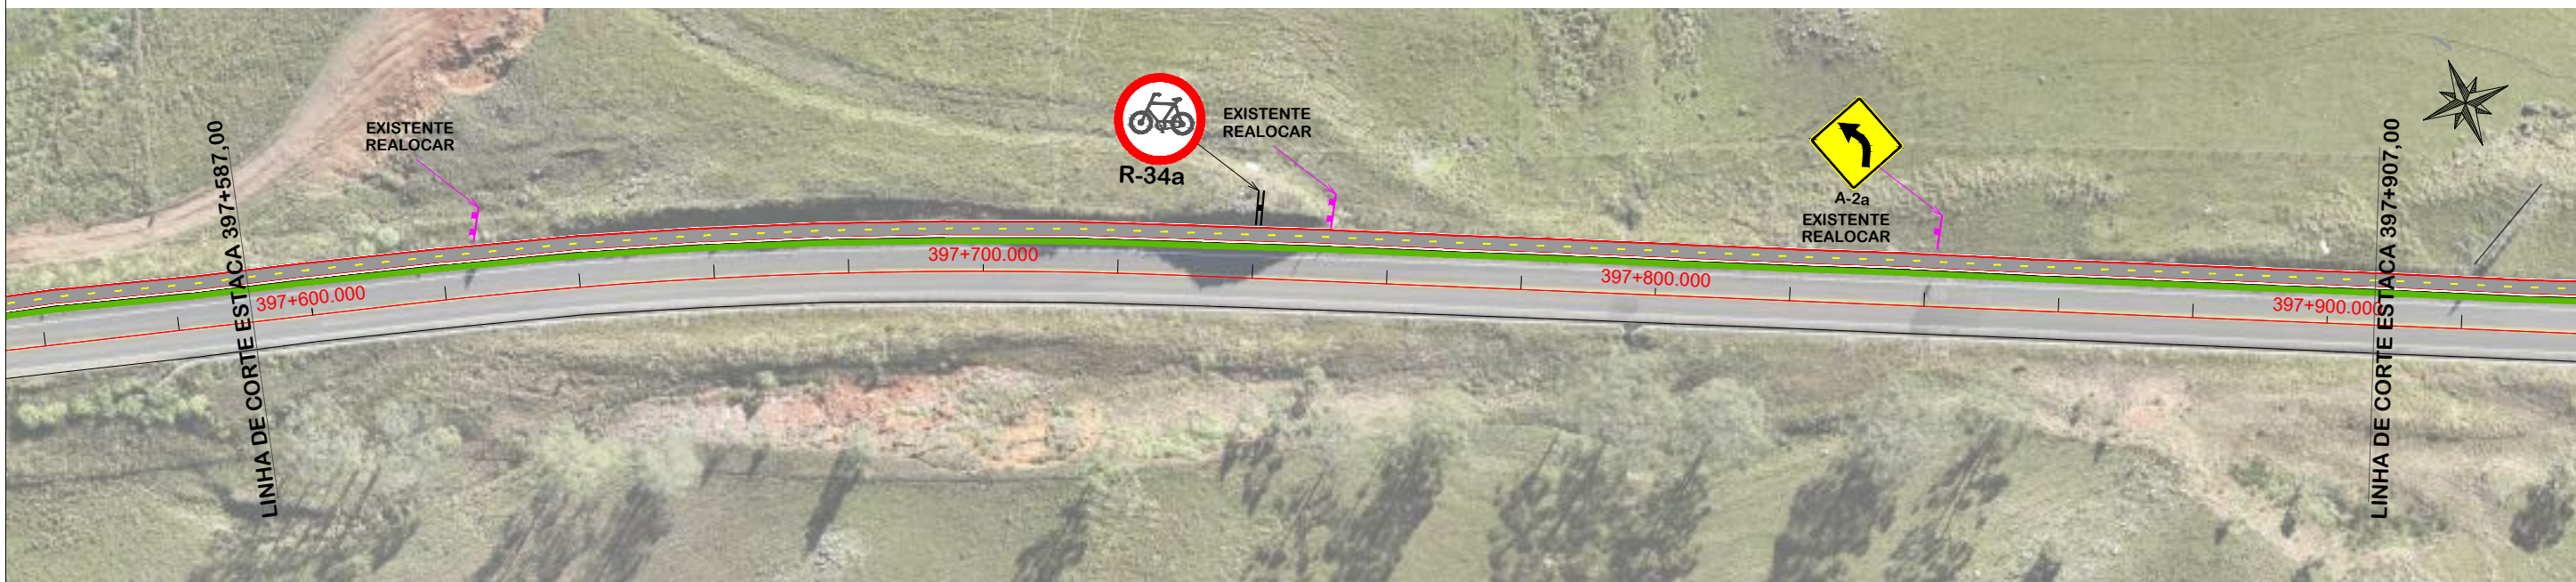 LINHA DE CORTE ESTACA 397+587,00
EXISTENTE
REALOCAR
R-34a
EXISTENTE
REALOCAR
A-2a
EXISTENTE
REALOCAR
LINHA DE CORTE ESTACA 397+907,00
397+600.000
397+700.000
397+800.000
397+900.000